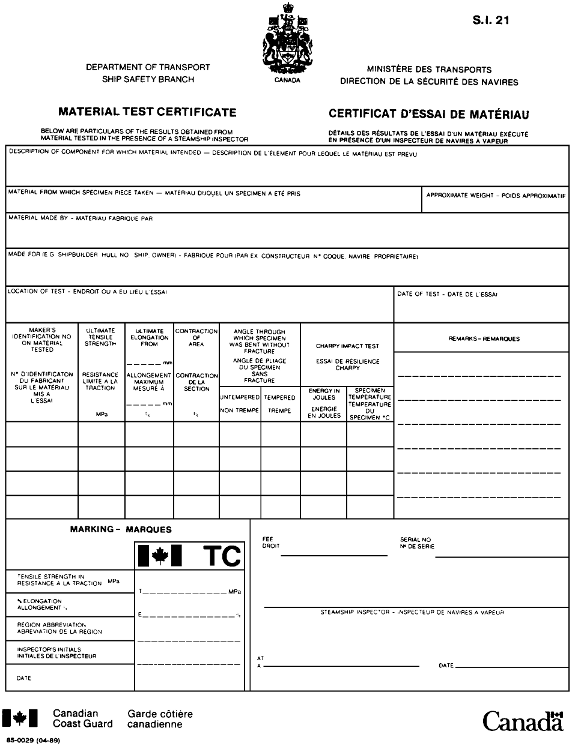 S.I. 21
DEPARTMENT OF TRANSPORT
SHIP SAFETY BRANCH
CANADA
MINISTÈRE DES TRANSPORTS
DIRECTION DE LA SÉCURITÉ DES NAVIRES
MATERIAL TEST CERTIFICATE
CERTIFICAT D'ESSAI DE MATÉRIAU
BELOW ARE PARTICULARS OF THE RESULTS OBTAINED FROM
MATERIAL TESTED IN THE PRESENCE OF A STEAMSHIP INSPECTOR
DÉTAILS DES RÉSULTATS DE L'ESSAI D'UN MATÉRIAU EXÉCUTÉ
EN PRÉSENCE D'UN INSPECTEUR DE NAVIRES À VAPEUR
DESCRIPTION OF COMPONENT FOR WHICH MATERIAL INTENDED — DESCRIPTION DE L'ÉLÉMENT POUR LEQUEL LE MATÉRIAU EST PRÉVU
MATERIAL FROM WHICH SPECIMEN PIECE TAKEN — MATÉRIAU DUQUEL UN SPECIMEN A ÉTÉ PRIS
APPROXIMATE WEIGHT - POIDS APPROXIMATIF
MATERIAL MADE BY - MATÉRIAU FABRIQUÉ PAR
MADE FOR (E.G. SHIPBUILDER HULL NO. SHIP OWNER) - FABRIQUÉ POUR (PAR EX. CONSTRUCTEUR N° COQUE, NAVIRE PROPRIÉTAIRE)
LOCATION OF TEST - ENDROIT OÙ A EU LIEU L'ESSAI
DATE OF TEST - DATE DE L'ESSAI
MAKER'S
IDENTIFICATION NO
ON MATERIAL
TESTED
N° D'IDENTIFICATON
DU FABRICANT
SUR LE MATÉRIAU
MIS À
L'ESSAI
ULTIMATE
TENSILE
STRENGTH
RÉSISTANCE
LIMITE À LA
TRACTION
MPa
ULTIMATE
ELONGATION
FROM
_ _ _ _ _ mm
ALLONGEMENT
MAXIMUM
MESURÉ À
_ _ _ _ _ mm
%
CONTRACTION
OF
AREA
CONTRACTION
DE LA
SECTION
%
ANGLE THROUGH
WHICH SPECIMEN
WAS BENT WITHOUT
FRACTURE
ANGLE DE PLIAGE
DU SPECIMEN
SANS
FRACTURE
UNTEMPERED TEMPERED
NON TREMPÉ TREMPÉ
CHARPY IMPACT TEST
ESSAI DE RÉSILIENCE
CHARPY
ENERGY IN
JOULES
ÉNERGIE
EN JOULES
SPECIMEN
TEMPERATURE
TEMPÉRATURE
DU
SPECIMEN °C
REMARKS - REMARQUES
MARKING - MARQUES
TC
TENSILE STRENGTH IN
RÉSISTANCE À LA TRACTION MPa
T _ _ _ _ _ _ _ _ _ _ MPa
% ELONGATION
ALLONGEMENT %
E _ _ _ _ _ _ _ _ _ _ %
REGION ABBREVIATION
ABRÉVIATION DE LA RÉGION
INSPECTOR'S INITIALS
INITIALES DE L'INSPECTEUR
DATE
FEE
DROIT
SERIAL NO
N° DE SÉRIE
STEAMSHIP INSPECTOR - INSPECTEUR DE NAVIRES À VAPEUR
AT
À
DATE
Canadian
Coast Guard
Garde côtière
canadienne
Canada
85-0029 (04-89)